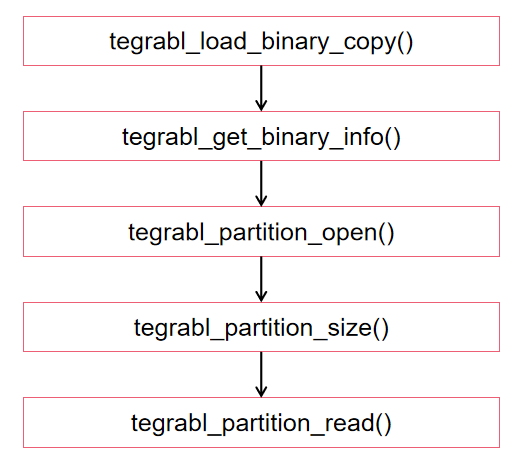 tegrabl_load_binary_copy()
tegrabl_get_binary_info()
tegrabl_partition_open()
tegrabl_partition_size()
tegrabl_partition_read()